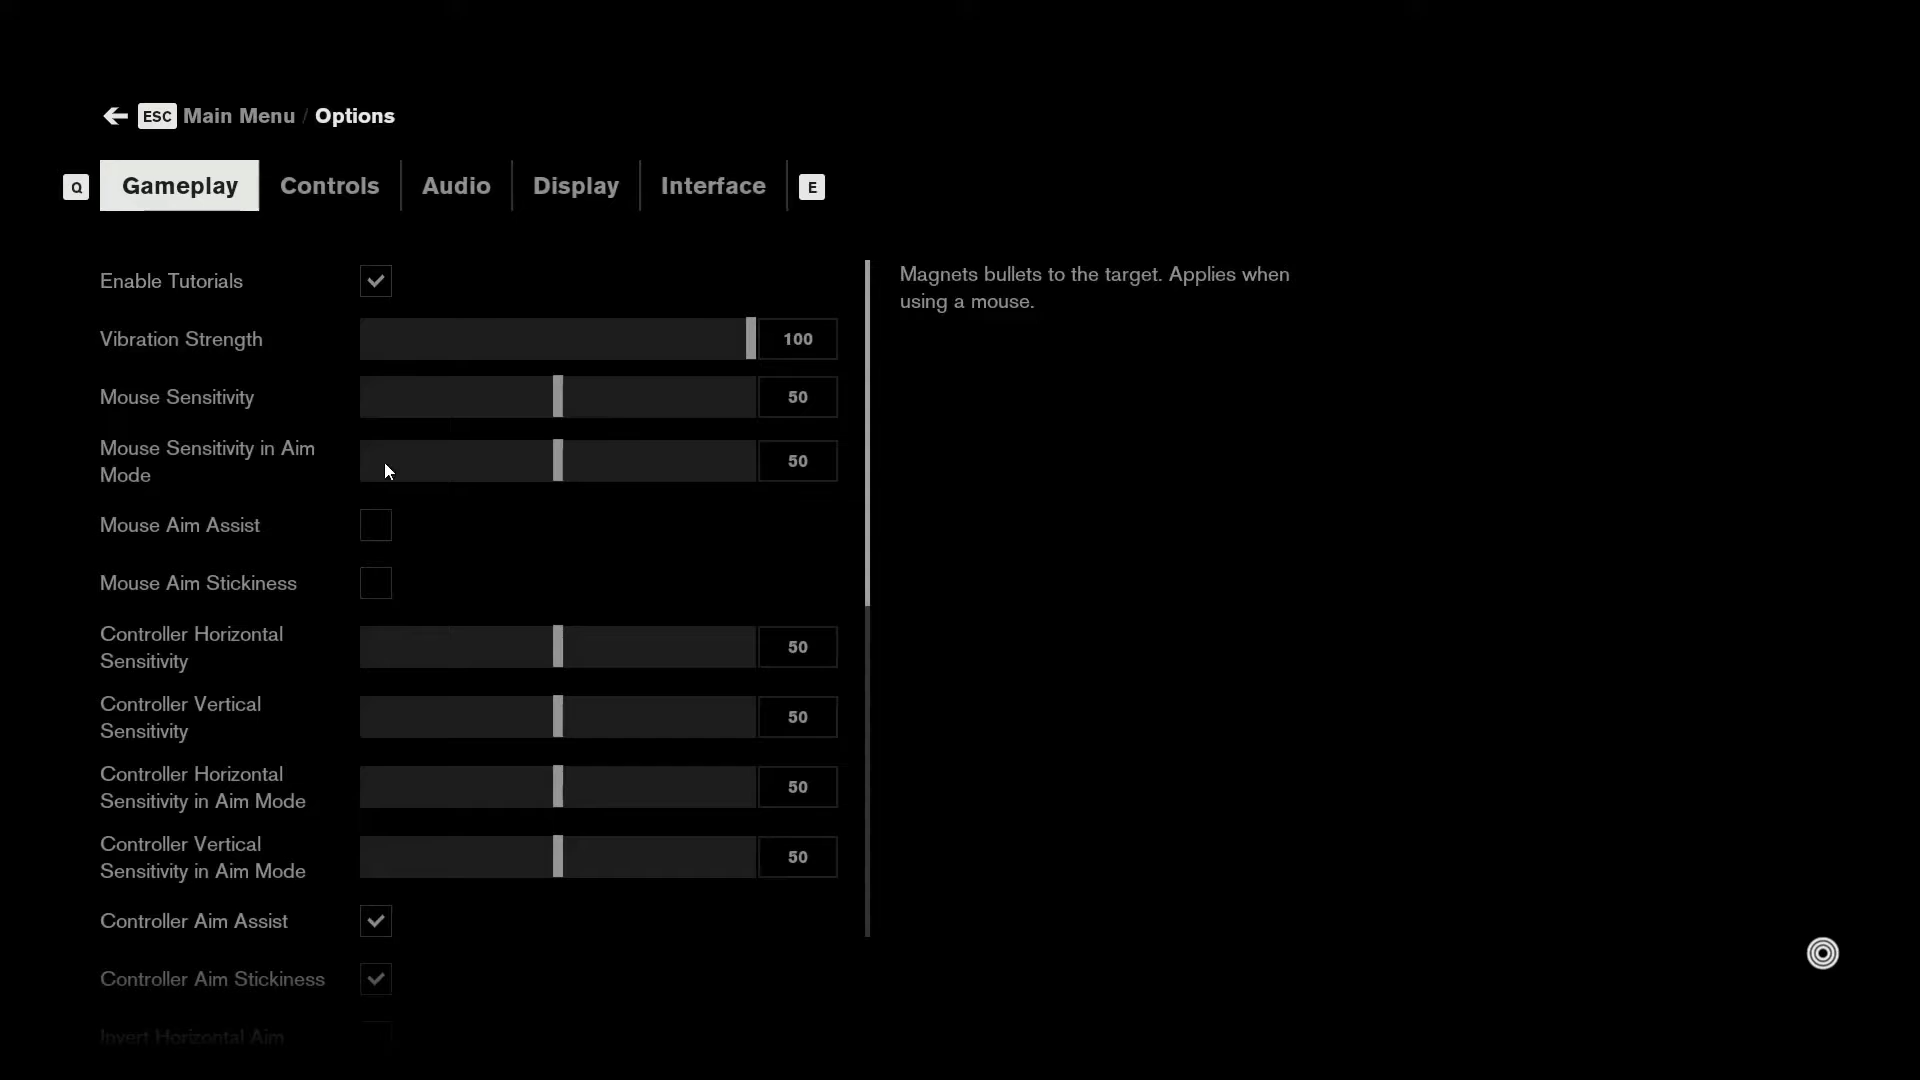 ESC Main Menu / Options
Q Gameplay Controls Audio Display Interface E
Enable Tutorials
Magnets bullets to the target. Applies when
using a mouse.
Vibration Strength 100
Mouse Sensitivity 50
Mouse Sensitivity in Aim
Mode 50
Mouse Aim Assist
Mouse Aim Stickiness
Controller Horizontal
Sensitivity 50
Controller Vertical
Sensitivity 50
Controller Horizontal
Sensitivity in Aim Mode 50
Controller Vertical
Sensitivity in Aim Mode 50
Controller Aim Assist
Controller Aim Stickiness
Invert Horizontal Aim